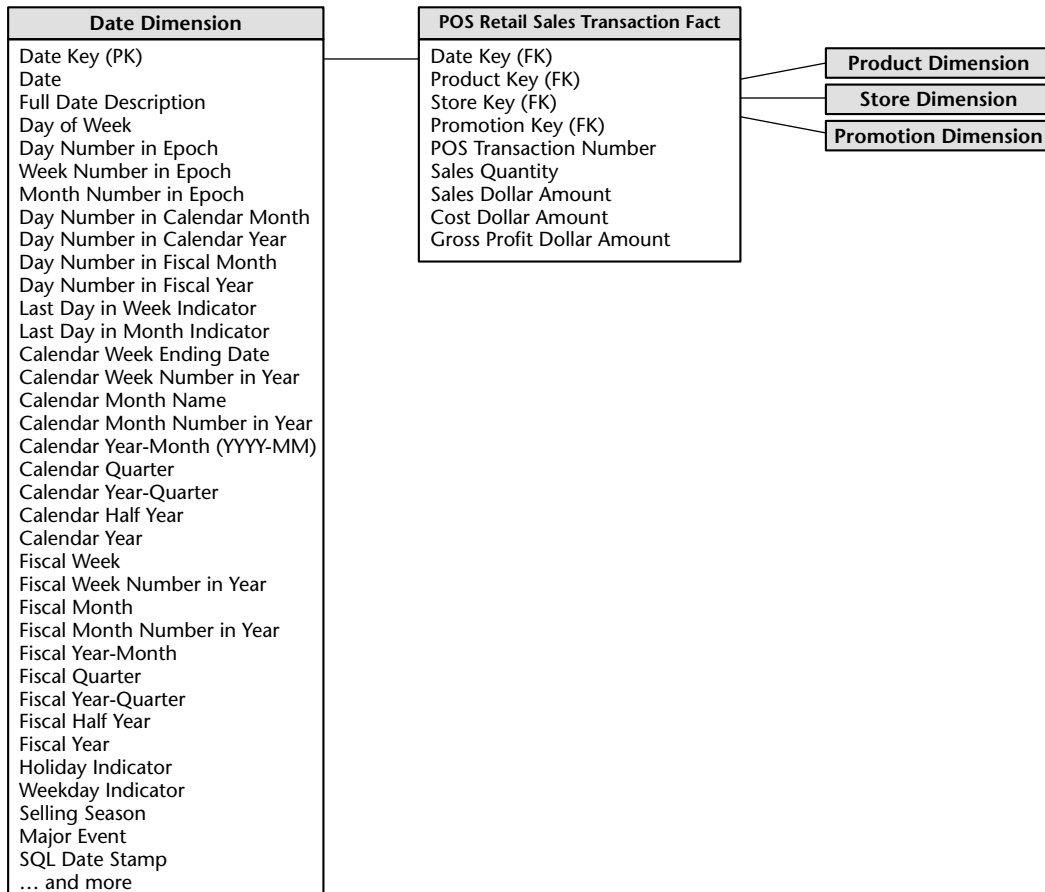 Date Dimension
Date Key (PK)
Date
Full Date Description
Day of Week
Day Number in Epoch
Week Number in Epoch
Month Number in Epoch
Day Number in Calendar Month
Day Number in Calendar Year
Day Number in Fiscal Month
Day Number in Fiscal Year
Last Day in Week Indicator
Last Day in Month Indicator
Calendar Week Ending Date
Calendar Week Number in Year
Calendar Month Name
Calendar Month Number in Year
Calendar Year-Month (YYYY-MM)
Calendar Quarter
Calendar Year-Quarter
Calendar Half Year
Calendar Year
Fiscal Week
Fiscal Week Number in Year
Fiscal Month
Fiscal Month Number in Year
Fiscal Year-Month
Fiscal Quarter
Fiscal Year-Quarter
Fiscal Half Year
Fiscal Year
Holiday Indicator
Weekday Indicator
Selling Season
Major Event
SQL Date Stamp
… and more
POS Retail Sales Transaction Fact
Date Key (FK)
Product Key (FK)
Store Key (FK)
Promotion Key (FK)
POS Transaction Number
Sales Quantity
Sales Dollar Amount
Cost Dollar Amount
Gross Profit Dollar Amount
Product Dimension
Store Dimension
Promotion Dimension